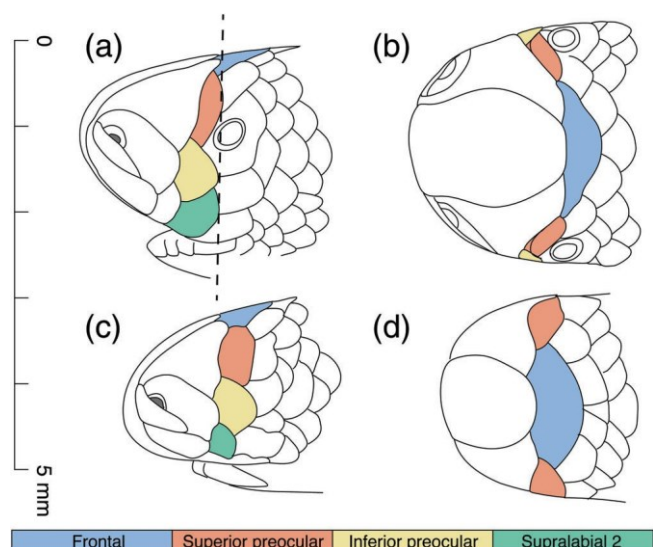 0
(a)
(b)
(c)
(d)
5 mm
Frontal
Superior preocular
Inferior preocular
Supralabial 2